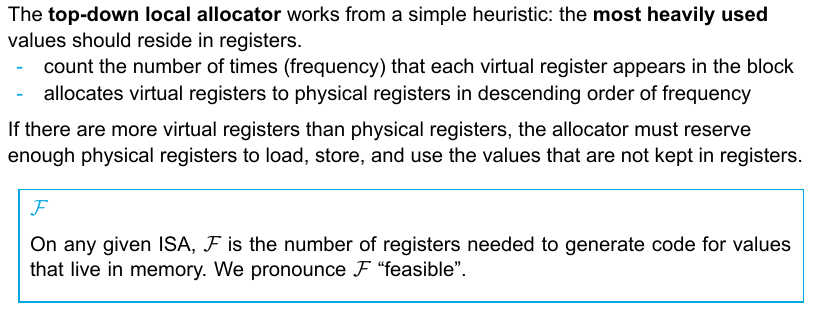 The top-down local allocator works from a simple heuristic: the most heavily used
values should reside in registers.
- count the number of times (frequency) that each virtual register appears in the block
- allocates virtual registers to physical registers in descending order of frequency
If there are more virtual registers than physical registers, the allocator must reserve
enough physical registers to load, store, and use the values that are not kept in registers.
ℱ
On any given ISA, ℱ is the number of registers needed to generate code for values
that live in memory. We pronounce ℱ “feasible”.